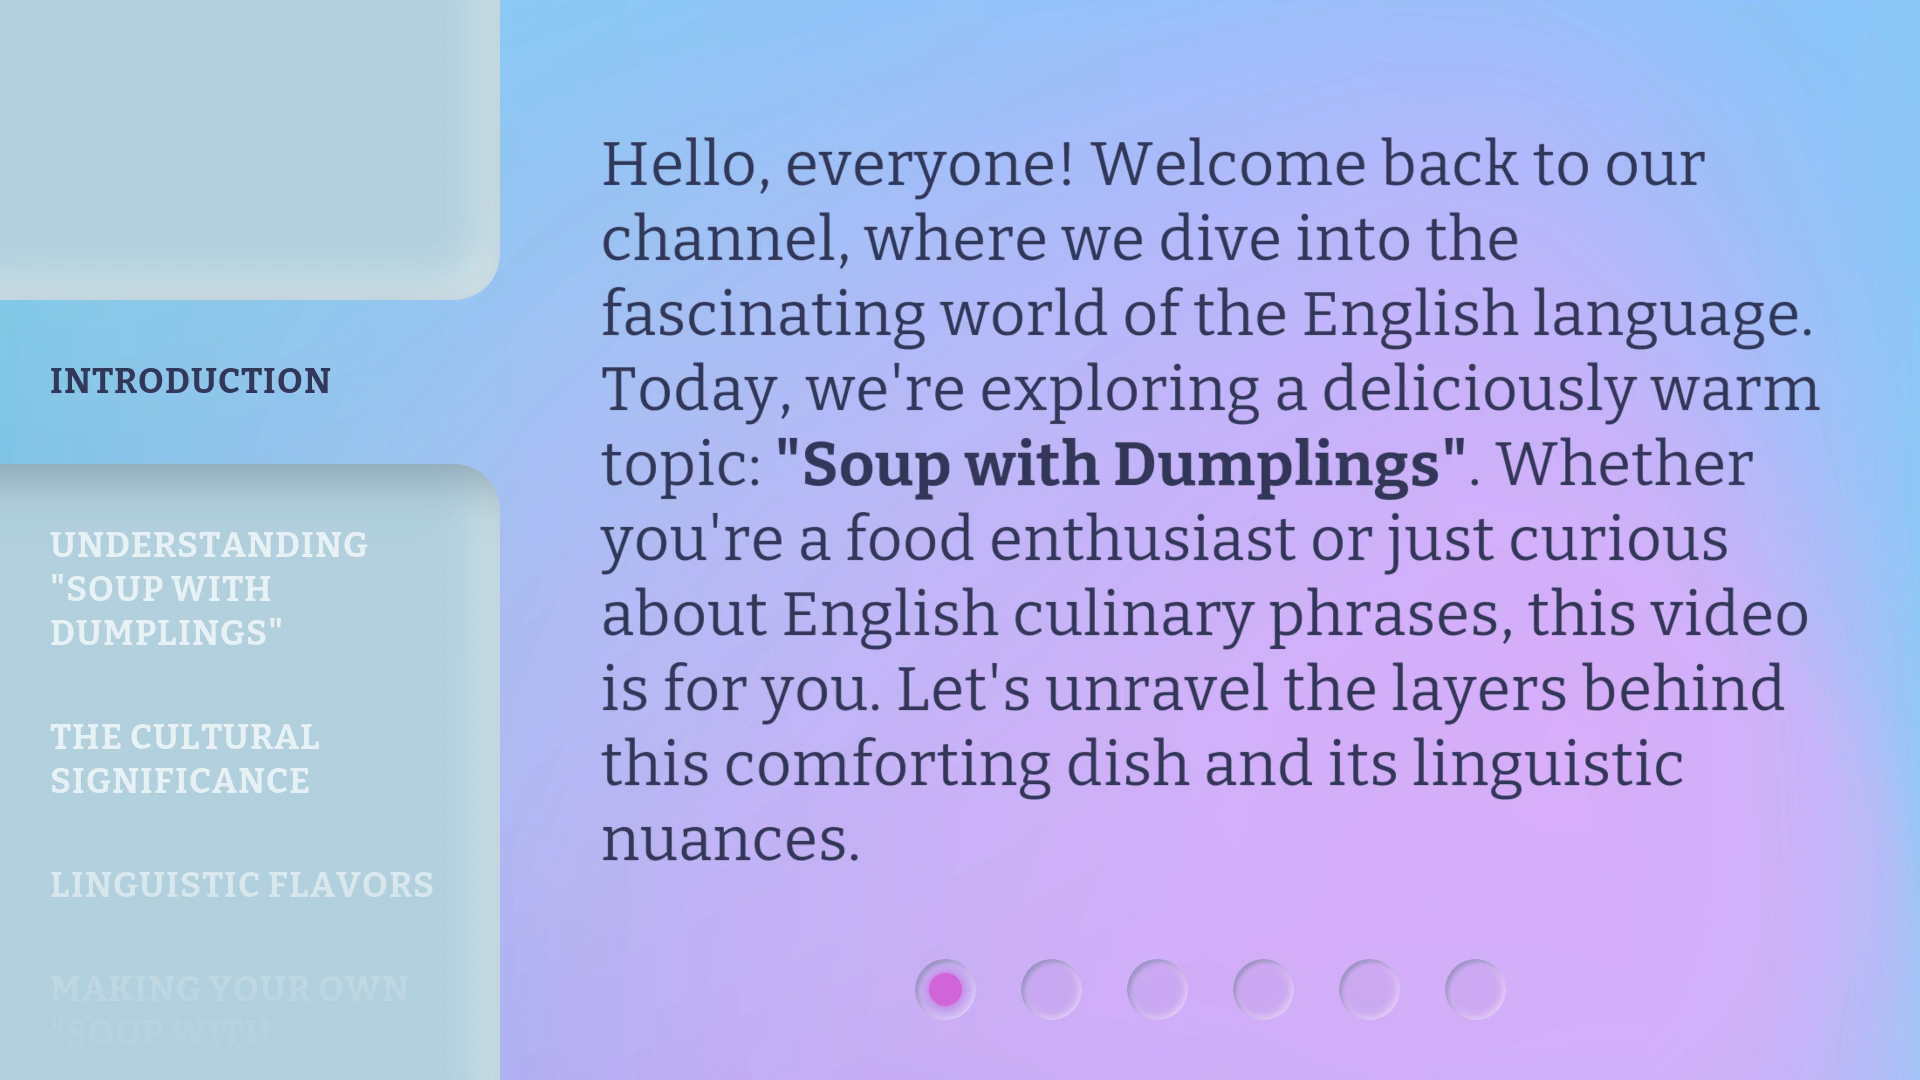 INTRODUCTION
UNDERSTANDING
"SOUP WITH
DUMPLINGS"
THE CULTURAL
SIGNIFICANCE
LINGUISTIC FLAVORS
MAKING YOUR OWN
"SOUP WITH
Hello, everyone! Welcome back to our
channel, where we dive into the
fascinating world of the English language.
Today, we're exploring a deliciously warm
topic: "Soup with Dumplings". Whether
you're a food enthusiast or just curious
about English culinary phrases, this video
is for you. Let's unravel the layers behind
this comforting dish and its linguistic
nuances.